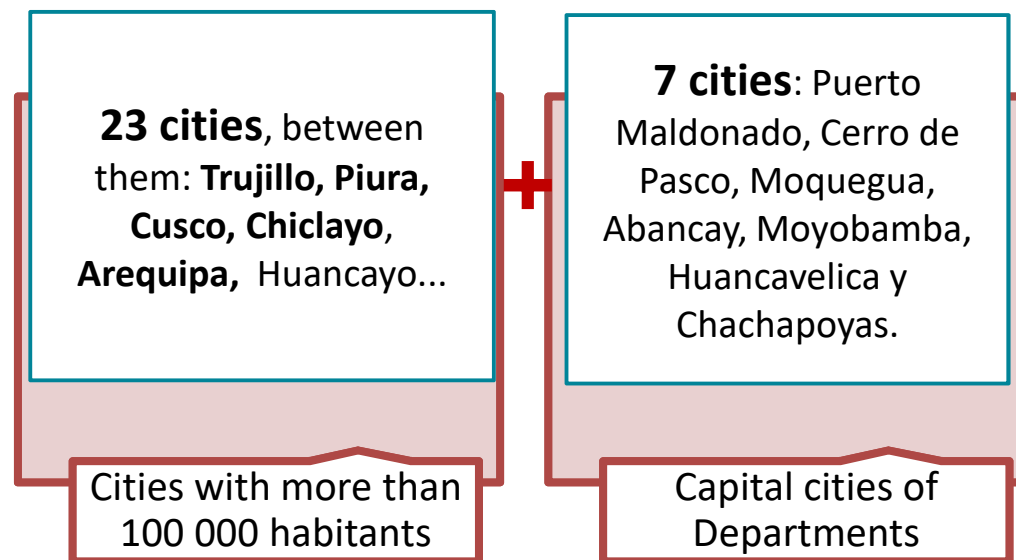 23 cities, between
them: Trujillo, Piura,
Cusco, Chiclayo,
Arequipa, Huancayo...
Cities with more than
100 000 habitants
+
7 cities: Puerto
Maldonado, Cerro de
Pasco, Moquegua,
Abancay, Moyobamba,
Huancavelica y
Chachapoyas.
Capital cities of
Departments